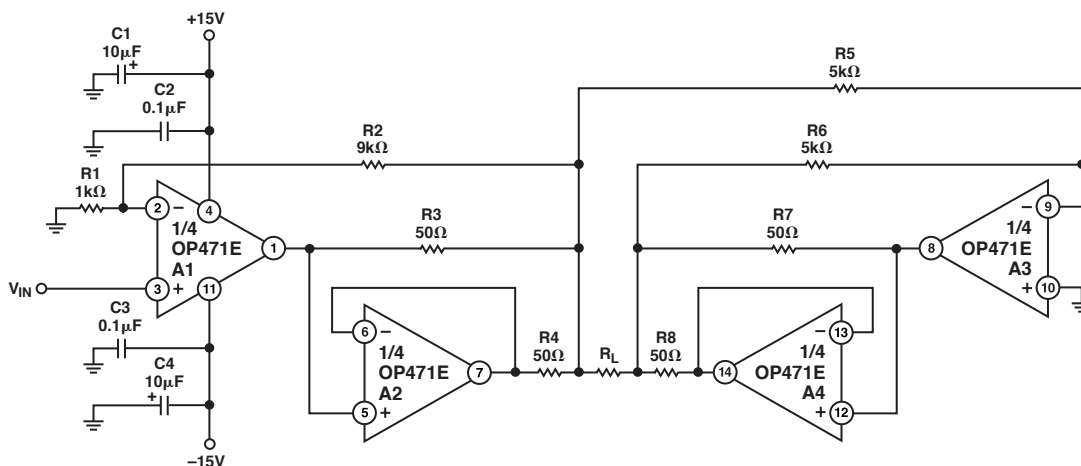 +15V
C1
10µF
+
C2
0.1µF
R1
1kΩ
R2
9kΩ
R3
50Ω
2
−
4
1/4
OP471E
A1
1
VIN
3
+
11
C3
0.1µF
C4
10µF
+
−15V
6
−
1/4
OP471E
A2
7
5
+
R4
50Ω
RL
R8
50Ω
R5
5kΩ
R6
5kΩ
R7
50Ω
8
−
9
1/4
OP471E
A3
+
10
14
−
13
1/4
OP471E
A4
+
12